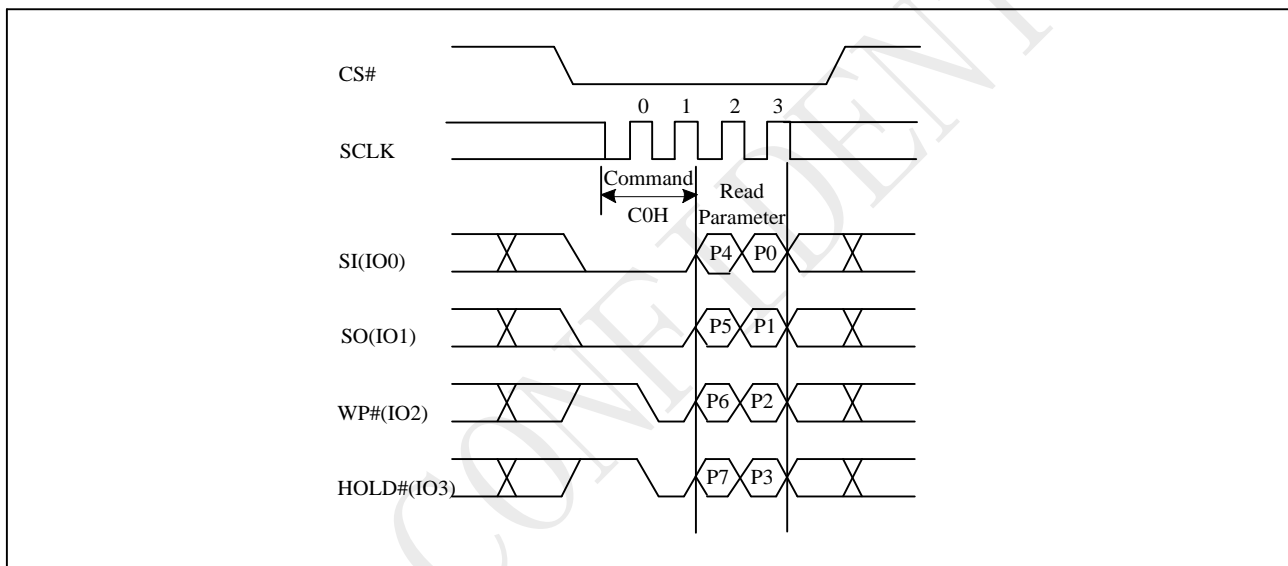 CS#
0 1 2 3
SCLK
Command
C0H
Read
Parameter
SI(IO0) P4 P0
SO(IO1) P5 P1
WP#(IO2) P6 P2
HOLD#(IO3) P7 P3
CONFIDENT